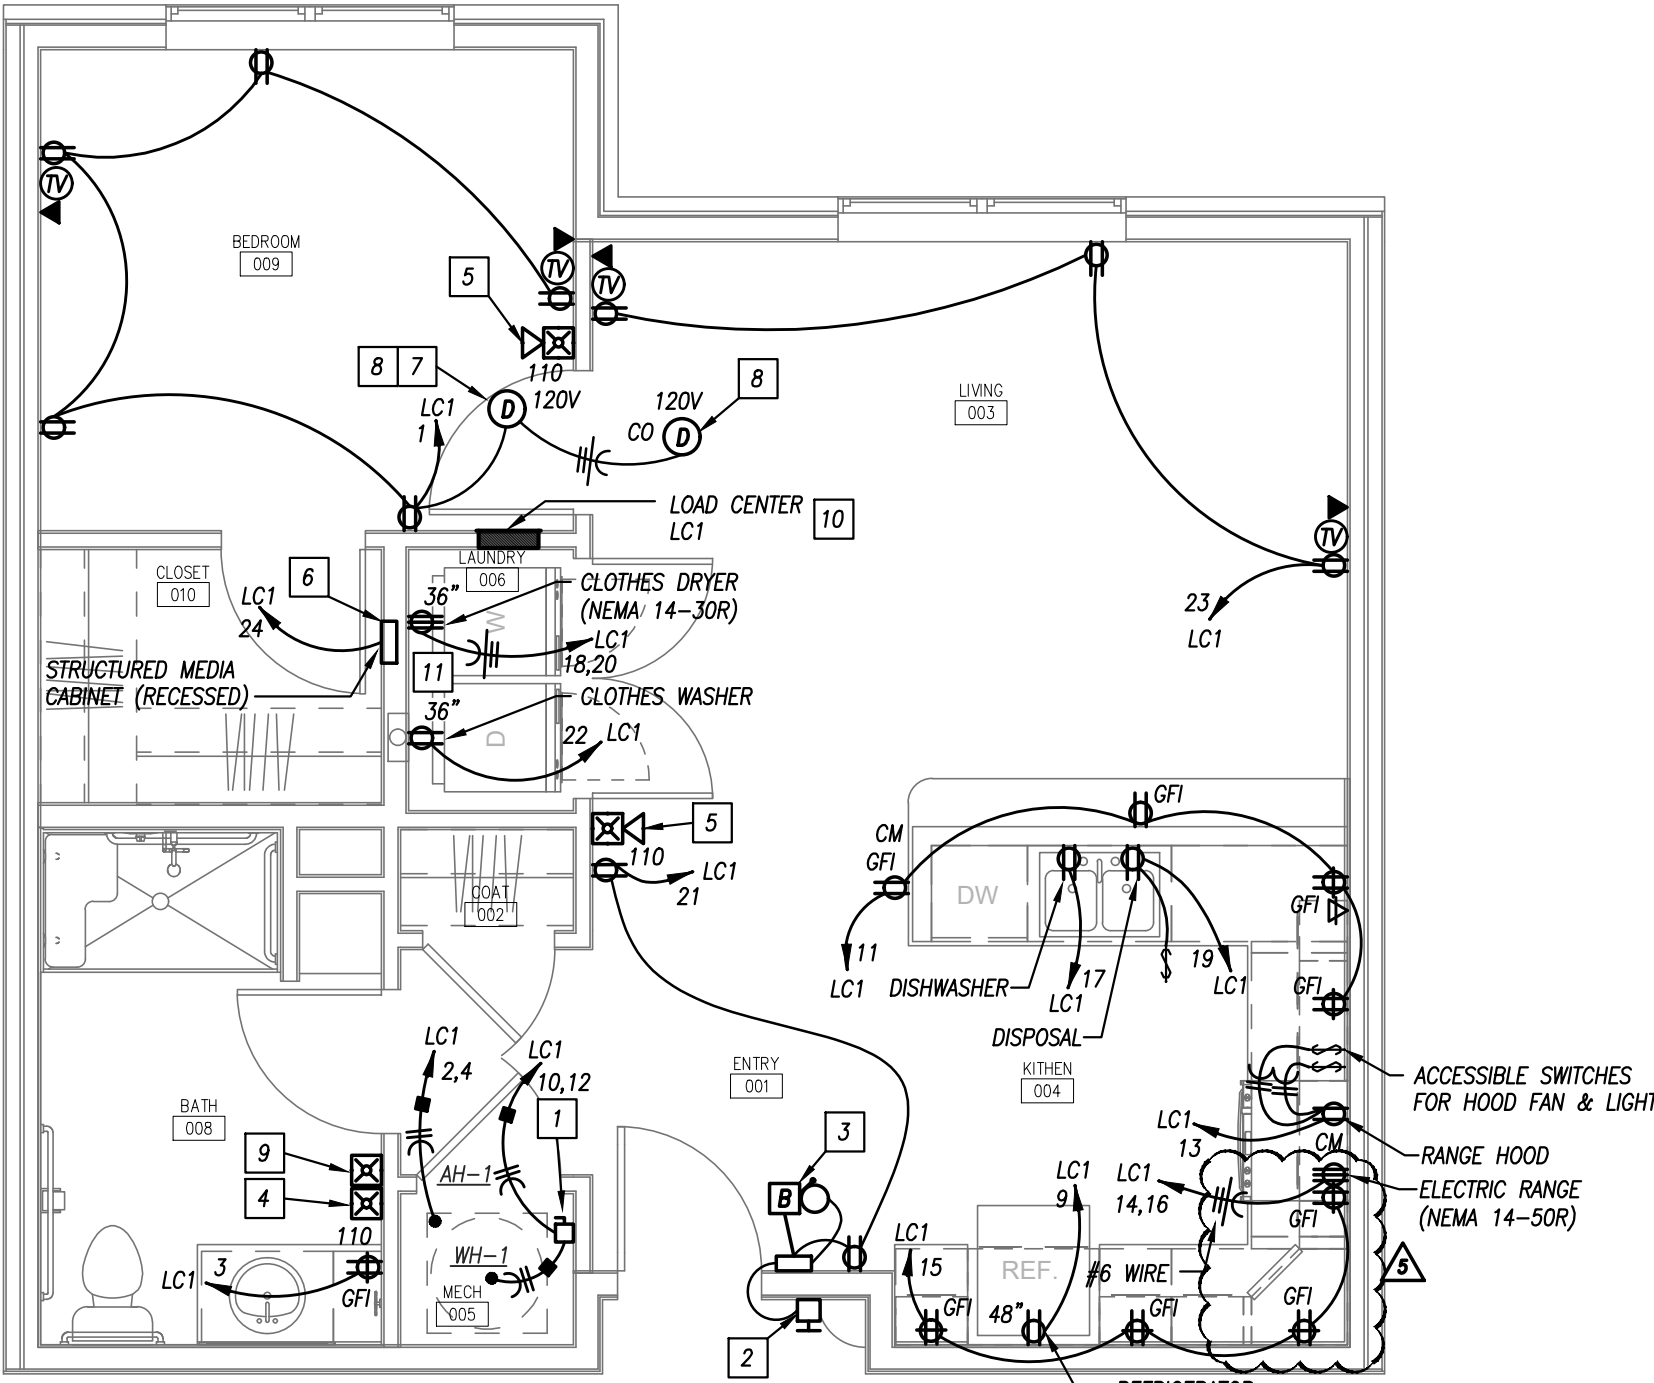 TV
BEDROOM
009
5
TV
TV
110
8 7
D
120V
LC1
1
120V
CO D
8
LIVING
003
LOAD CENTER
LC1
10
TV
23
LC1
CLOSET
010
6
LC1
24
STRUCTURED MEDIA
CABINET (RECESSED)
LAUNDRY
006
36"
W
CLOTHES DRYER
(NEMA 14-30R)
LC1
18,20
11
36"
D
CLOTHES WASHER
22
LC1
5
110
LC1
21
COAT
002
GFI
CM
GFI
DW
GFI
11
LC1
DISHWASHER
17
LC1
19
LC1
GFI
DISPOSAL
ENTRY
001
KITHEN
004
ACCESSIBLE SWITCHES
FOR HOOD FAN & LIGHT
LC1
13
CM
RANGE HOOD
ELECTRIC RANGE
(NEMA 14-50R)
LC1
2,4
LC1
10,12
1
BATH
008
9
4
110
AH-1
WH-1
MECH
005
LC1
3
GFI
3
B
2
LC1
15
GFI
REF.
48"
LC1
9
LC1
14,16
#6 WIRE
GFI
GFI
GFI
5
REFRIGERATOR